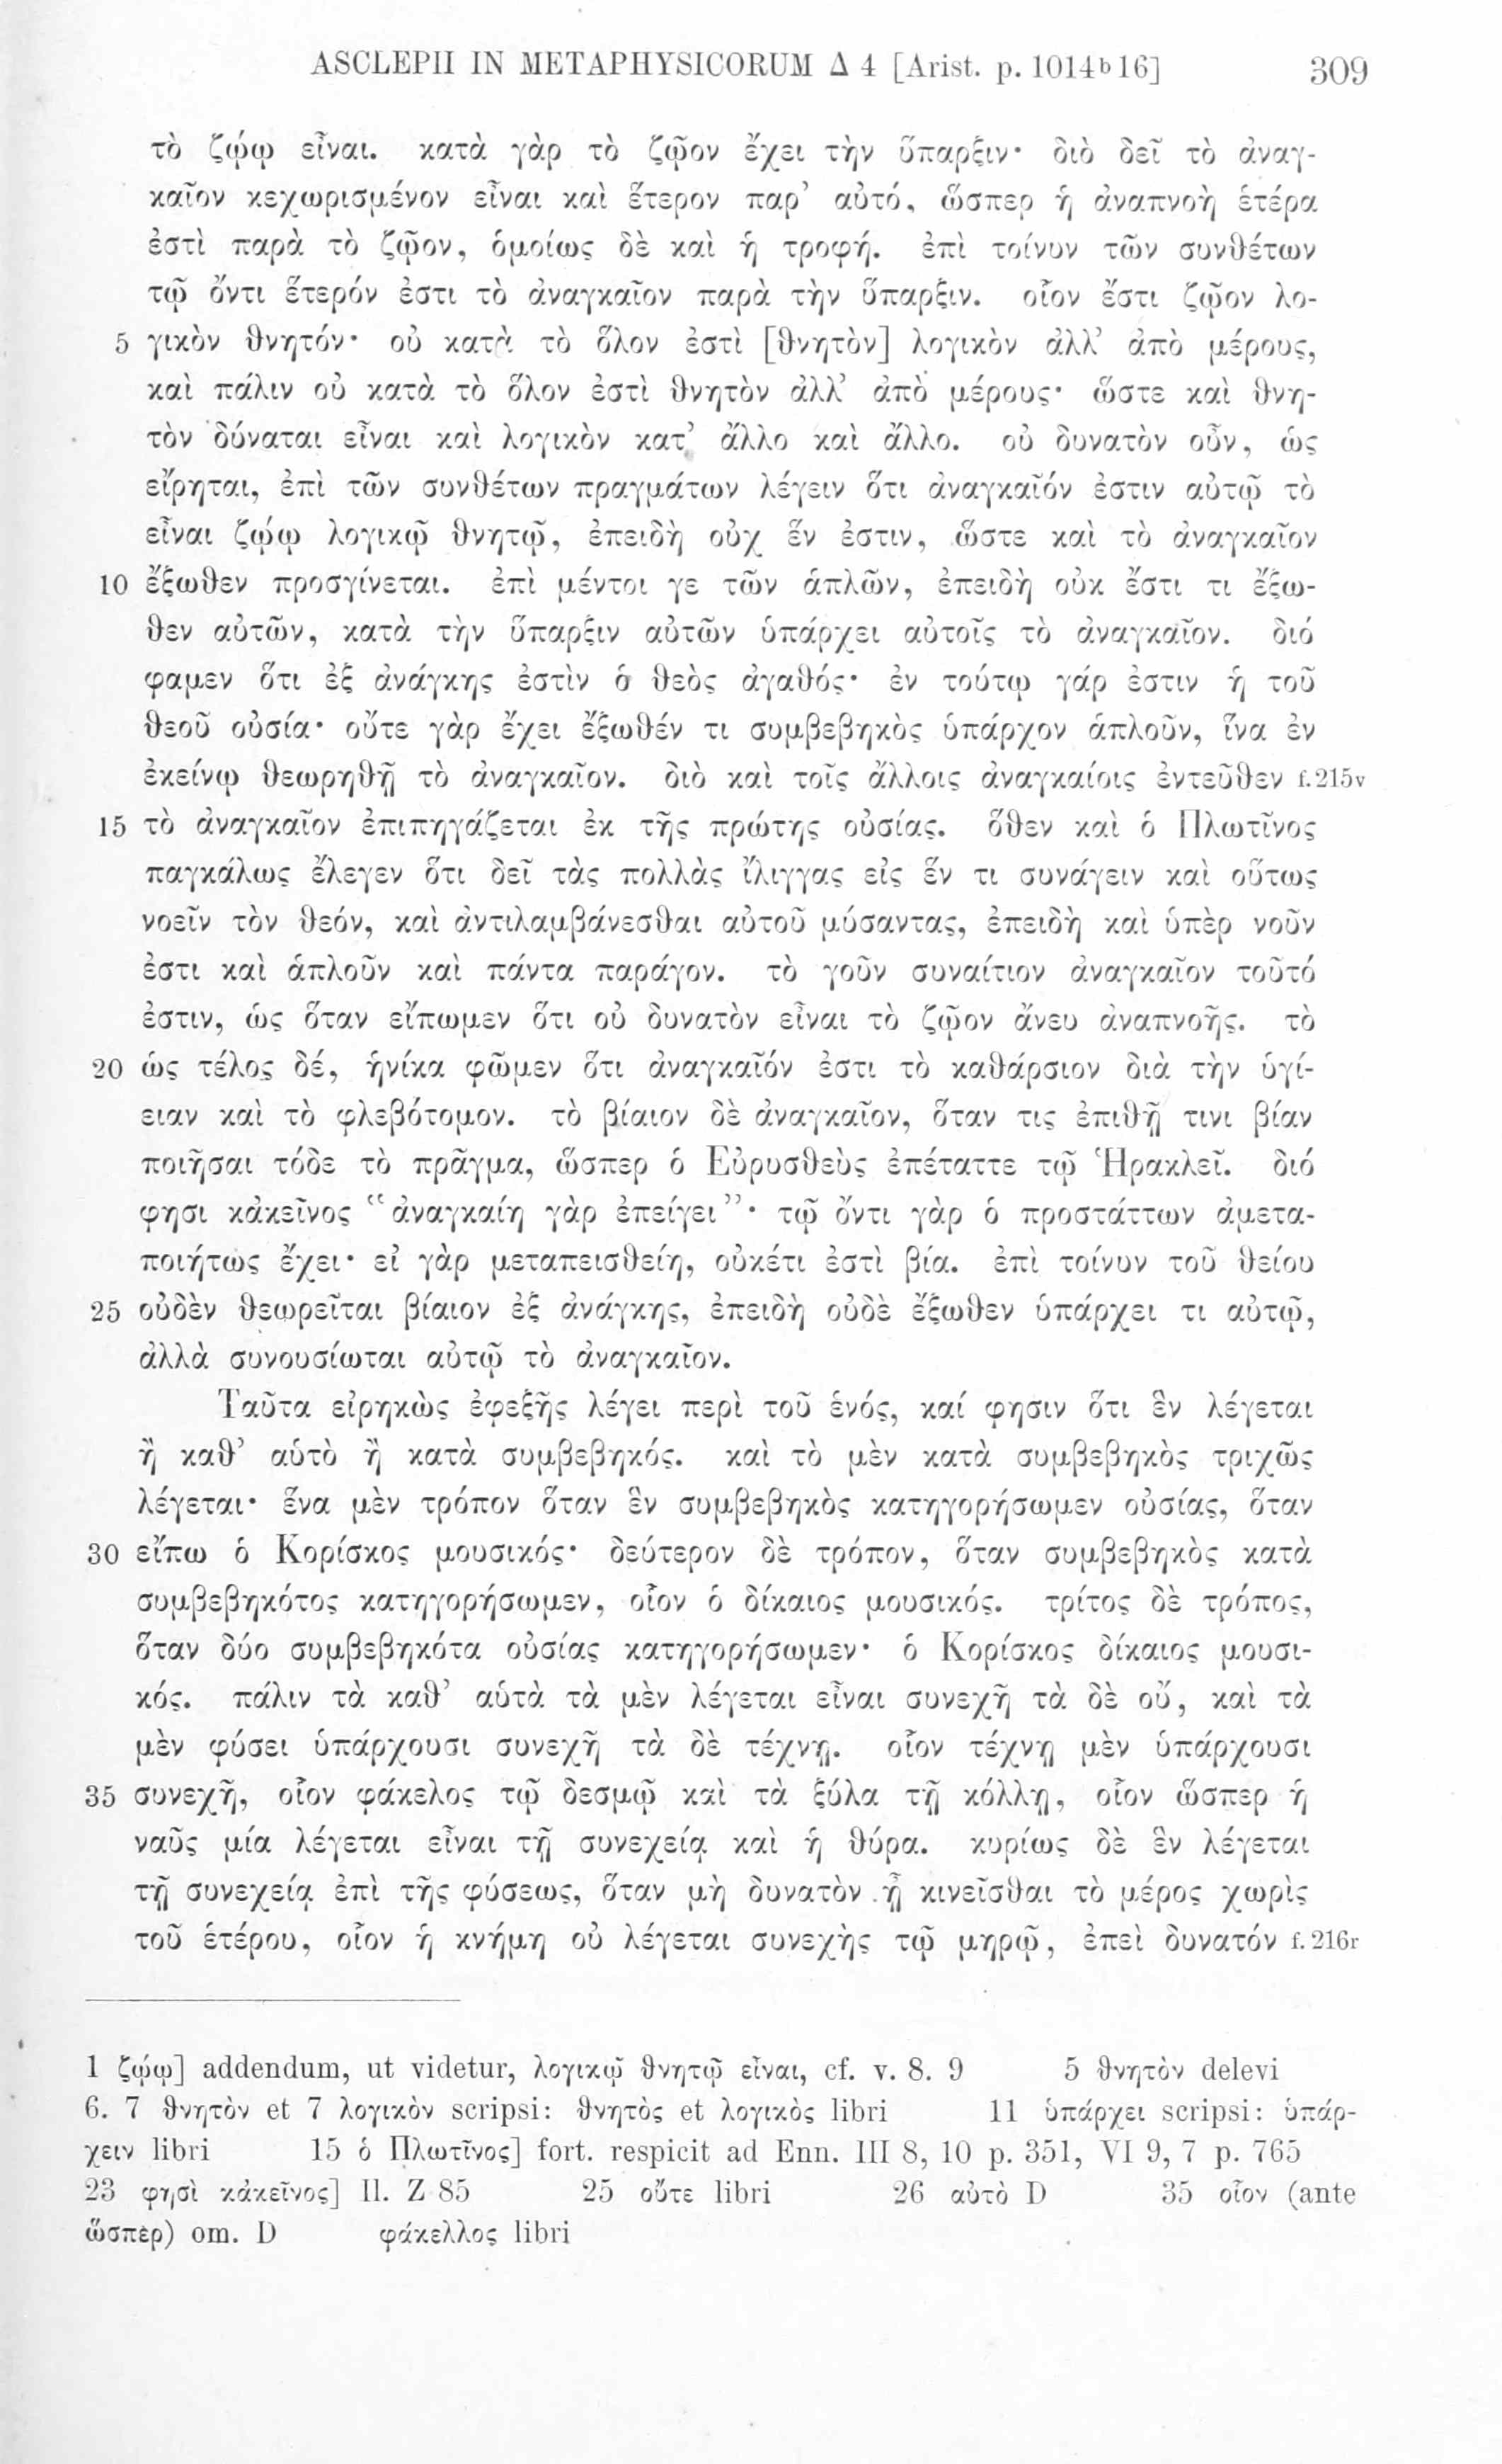 ASCLEPII IN METAPHYSICORUM Δ 4 [Arist. p. 1014ᵇ16] 309
τὸ ζῴῳ εἶναι. κατὰ γὰρ τὸ ζῷον ἔχει τὴν ὕπαρξιν· διὸ δεῖ τὸ ἀναγ-
καῖον κεχωρισμένον εἶναι καὶ ἕτερον παρ’ αὐτό, ὥσπερ ἡ ἀναπνοὴ ἑτέρα
ἐστὶ παρὰ τὸ ζῷον, ὁμοίως δὲ καὶ ἡ τροφή. ἐπὶ τοίνυν τῶν συνθέτων
τῷ ὄντι ἕτερόν ἐστι τὸ ἀναγκαῖον παρὰ τὴν ὕπαρξιν. οἷον ἔστι ζῷον λο-
5 γικὸν θνητόν· οὐ κατὰ τὸ ὅλον ἐστὶ [θνητὸν] λογικὸν ἀλλ’ ἀπὸ μέρους,
καὶ πάλιν οὐ κατὰ τὸ ὅλον ἐστὶ θνητὸν ἀλλ’ ἀπὸ μέρους· ὥστε καὶ θνη-
τὸν δύναται εἶναι καὶ λογικὸν κατ’ ἄλλο καὶ ἄλλο. οὐ δυνατὸν οὖν, ὡς
εἴρηται, ἐπὶ τῶν συνθέτων πραγμάτων λέγειν ὅτι ἀναγκαῖόν ἐστιν αὐτῷ τὸ
εἶναι ζῴῳ λογικῷ θνητῷ, ἐπειδὴ οὐχ ἕν ἐστιν, ὥστε καὶ τὸ ἀναγκαῖον
10 ἔξωθεν προσγίνεται. ἐπὶ μέντοι γε τῶν ἁπλῶν, ἐπειδὴ οὐκ ἔστι τι ἔξω-
θεν αὐτῶν, κατὰ τὴν ὕπαρξιν αὐτῶν ὑπάρχει αὐτοῖς τὸ ἀναγκαῖον. διό
φαμεν ὅτι ἐξ ἀνάγκης ἐστὶν ὁ θεὸς ἀγαθός· ἐν τούτῳ γάρ ἐστιν ἡ τοῦ
θεοῦ οὐσία· οὔτε γὰρ ἔχει ἔξωθέν τι συμβεβηκὸς ὑπάρχον ἁπλοῦν, ἵνα ἐν
ἐκείνῳ θεωρηθῇ τὸ ἀναγκαῖον. διὸ καὶ τοῖς ἄλλοις ἀναγκαίοις ἐντεῦθεν f.215v
15 τὸ ἀναγκαῖον ἐπιπηγάζεται ἐκ τῆς πρώτης οὐσίας. ὅθεν καὶ ὁ Πλωτῖνος
παγκάλως ἔλεγεν ὅτι δεῖ τὰς πολλὰς ἴλιγγας εἰς ἕν τι συνάγειν καὶ οὕτως
νοεῖν τὸν θεόν, καὶ ἀντιλαμβάνεσθαι αὐτοῦ μύσαντας, ἐπειδὴ καὶ ὑπὲρ νοῦν
ἐστι καὶ ἁπλοῦν καὶ πάντα παράγον. τὸ γοῦν συναίτιον ἀναγκαῖον τοῦτό
ἐστιν, ὡς ὅταν εἴπωμεν ὅτι οὐ δυνατὸν εἶναι τὸ ζῷον ἄνευ ἀναπνοῆς. τὸ
20 ὡς τέλος δέ, ἡνίκα φῶμεν ὅτι ἀναγκαῖόν ἐστι τὸ καθάρσιον διὰ τὴν ὑγί-
ειαν καὶ τὸ φλεβότομον. τὸ βίαιον δὲ ἀναγκαῖον, ὅταν τις ἐπιθῇ τινι βίαν
ποιῆσαι τόδε τὸ πρᾶγμα, ὥσπερ ὁ Εὐρυσθεὺς ἐπέταττε τῷ Ἡρακλεῖ. διό
φησι κἀκεῖνος “ἀναγκαίη γὰρ ἐπείγει”· τῷ ὄντι γὰρ ὁ προστάττων ἀμετα-
ποιήτως ἔχει· εἰ γὰρ μεταπεισθείη, οὐκέτι ἐστὶ βία. ἐπὶ τοίνυν τοῦ θείου
25 οὐδὲν θεωρεῖται βίαιον ἐξ ἀνάγκης, ἐπειδὴ οὐδὲ ἔξωθεν ὑπάρχει τι αὐτῷ,
ἀλλὰ συνουσίωται αὐτῷ τὸ ἀναγκαῖον.
Ταῦτα εἰρηκὼς ἐφεξῆς λέγει περὶ τοῦ ἑνός, καί φησιν ὅτι ἓν λέγεται
ἢ καθ’ αὑτὸ ἢ κατὰ συμβεβηκός. καὶ τὸ μὲν κατὰ συμβεβηκὸς τριχῶς
λέγεται· ἕνα μὲν τρόπον ὅταν ἓν συμβεβηκὸς κατηγορήσωμεν οὐσίας, ὅταν
30 εἴπω ὁ Κορίσκος μουσικός· δεύτερον δὲ τρόπον, ὅταν συμβεβηκὸς κατὰ
συμβεβηκότος κατηγορήσωμεν, οἷον ὁ δίκαιος μουσικός. τρίτος δὲ τρόπος,
ὅταν δύο συμβεβηκότα οὐσίας κατηγορήσωμεν· ὁ Κορίσκος δίκαιος μουσι-
κός. πάλιν τὰ καθ’ αὑτὰ τὰ μὲν λέγεται εἶναι συνεχῆ τὰ δὲ οὔ, καὶ τὰ
μὲν φύσει ὑπάρχουσι συνεχῆ τὰ δὲ τέχνῃ. οἷον τέχνῃ μὲν ὑπάρχουσι
35 συνεχῆ, οἷον φάκελος τῷ δεσμῷ καὶ τὰ ξύλα τῇ κόλλῃ, οἷον ὥσπερ ἡ
ναῦς μία λέγεται εἶναι τῇ συνεχείᾳ καὶ ἡ θύρα. κυρίως δὲ ἓν λέγεται
τῇ συνεχείᾳ ἐπὶ τῆς φύσεως, ὅταν μὴ δυνατὸν ᾖ κινεῖσθαι τὸ μέρος χωρὶς
τοῦ ἑτέρου, οἷον ἡ κνήμη οὐ λέγεται συνεχὴς τῷ μηρῷ, ἐπεὶ δυνατόν f. 216r
1 ζῴῳ] addendum, ut videtur, λογικῷ θνητῷ εἶναι, cf. v. 8. 9 5 θνητὸν delevi
6. 7 θνητὸν et 7 λογικὸν scripsi: θνητὸς et λογικὸς libri 11 ὑπάρχει scripsi: ὑπάρ-
χειν libri 15 ὁ Πλωτῖνος] fort. respicit ad Enn. III 8, 10 p. 351, VI 9, 7 p. 765
23 φησὶ κἀκεῖνος] Il. Z 85 25 οὔτε libri 26 αὐτὸ D 35 οἷον (ante
ὥσπερ) om. D φάκελλος libri